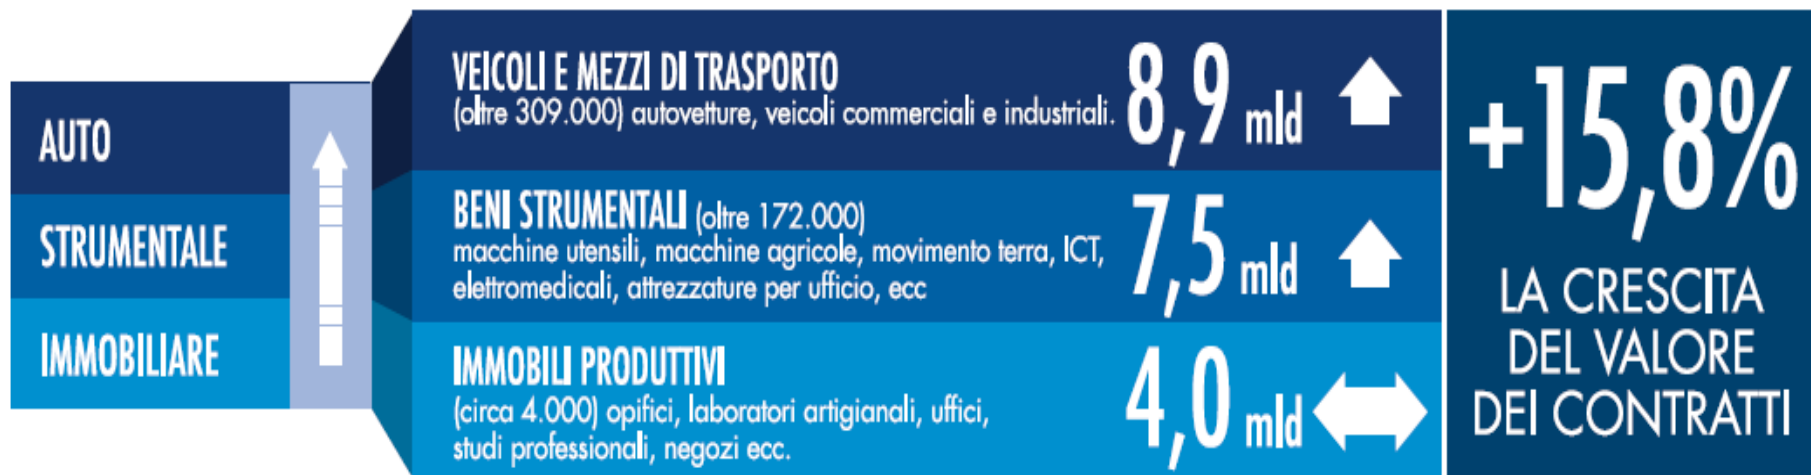 AUTO
STRUMENTALE
IMMOBILIARE
VEICOLI E MEZZI DI TRASPORTO
(oltre 309.000) autovetture, veicoli commerciali e industriali.
8,9 mld
BENI STRUMENTALI (oltre 172.000)
macchine utensili, macchine agricole, movimento terra, ICT,
elettromedicali, attrezzature per ufficio, ecc
7,5 mld
IMMOBILI PRODUTTIVI
(circa 4.000) opifici, laboratori artigianali, uffici,
studi professionali, negozi ecc.
4,0 mld
+15,8%
LA CRESCITA
DEL VALORE
DEI CONTRATTI